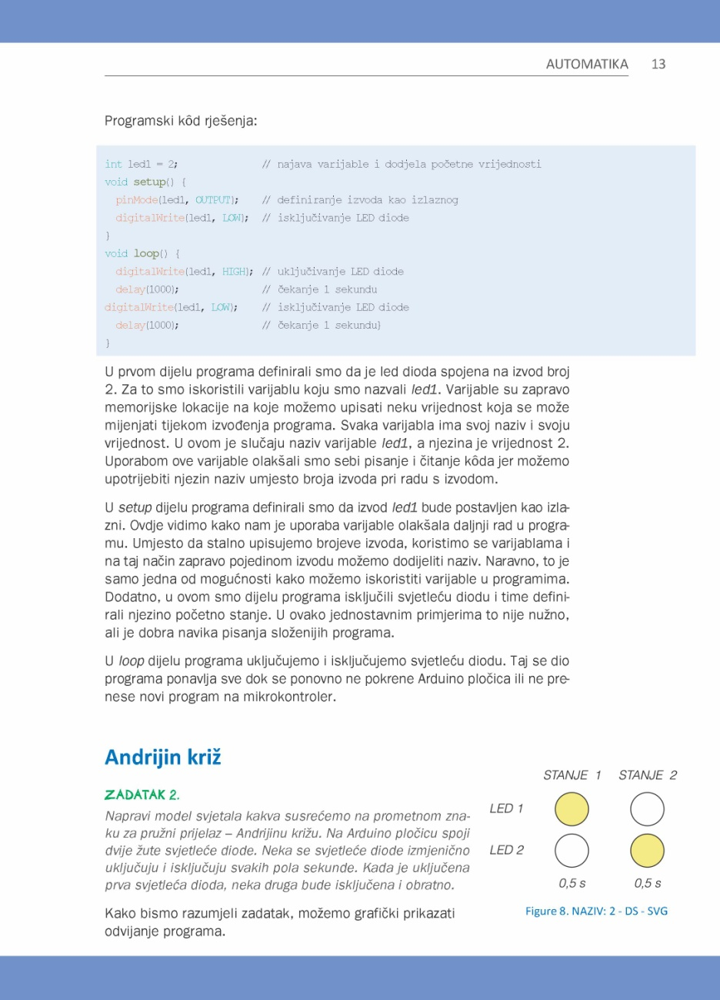 AUTOMATIKA 13
Programski kôd rješenja:
int led1 = 2; // najava varijable i dodjela početne vrijednosti
void setup() {
pinMode(led1, OUTPUT); // definiranje izvoda kao izlaznog
digitalWrite(led1, LOW); // isključivanje LED diode
}
void loop() {
digitalWrite(led1, HIGH); // uključivanje LED diode
delay(1000); // čekanje 1 sekundu
digitalWrite(led1, LOW); // isključivanje LED diode
delay(1000); // čekanje 1 sekundu}
}
U prvom dijelu programa definirali smo da je led dioda spojena na izvod broj
2. Za to smo iskoristili varijablu koju smo nazvali led1. Varijable su zapravo
memorijske lokacije na koje možemo upisati neku vrijednost koja se može
mijenjati tijekom izvođenja programa. Svaka varijabla ima svoj naziv i svoju
vrijednost. U ovom je slučaju naziv varijable led1, a njezina je vrijednost 2.
Uporabom ove varijable olakšali smo sebi pisanje i čitanje kôda jer možemo
upotrijebiti njezin naziv umjesto broja izvoda pri radu s izvodom.
U setup dijelu programa definirali smo da izvod led1 bude postavljen kao izla-
zni. Ovdje vidimo kako nam je uporaba varijable olakšala daljnji rad u progra-
mu. Umjesto da stalno upisujemo brojeve izvoda, koristimo se varijablama i
na taj način zapravo pojedinom izvodu možemo dodijeliti naziv. Naravno, to je
samo jedna od mogućnosti kako možemo iskoristiti varijable u programima.
Dodatno, u ovom smo dijelu programa isključili svjetleću diodu i time defini-
rali njezino početno stanje. U ovako jednostavnim primjerima to nije nužno,
ali je dobra navika pisanja složenijih programa.
U loop dijelu programa uključujemo i isključujemo svjetleću diodu. Taj se dio
programa ponavlja sve dok se ponovno ne pokrene Arduino pločica ili ne pre-
nese novi program na mikrokontroler.
Andrijin križ
ZADATAK 2.
Napravi model svjetala kakva susrećemo na prometnom zna-
ku za pružni prijelaz – Andrijinu križu. Na Arduino pločicu spoji
dvije žute svjetleće diode. Neka se svjetleće diode izmjenično
uključuju i isključuju svakih pola sekunde. Kada je uključena
prva svjetleća dioda, neka druga bude isključena i obratno.
Kako bismo razumjeli zadatak, možemo grafički prikazati
odvijanje programa.
STANJE 1 STANJE 2
LED 1
LED 2
0,5 s 0,5 s
Figure 8. NAZIV: 2 - DS - SVG